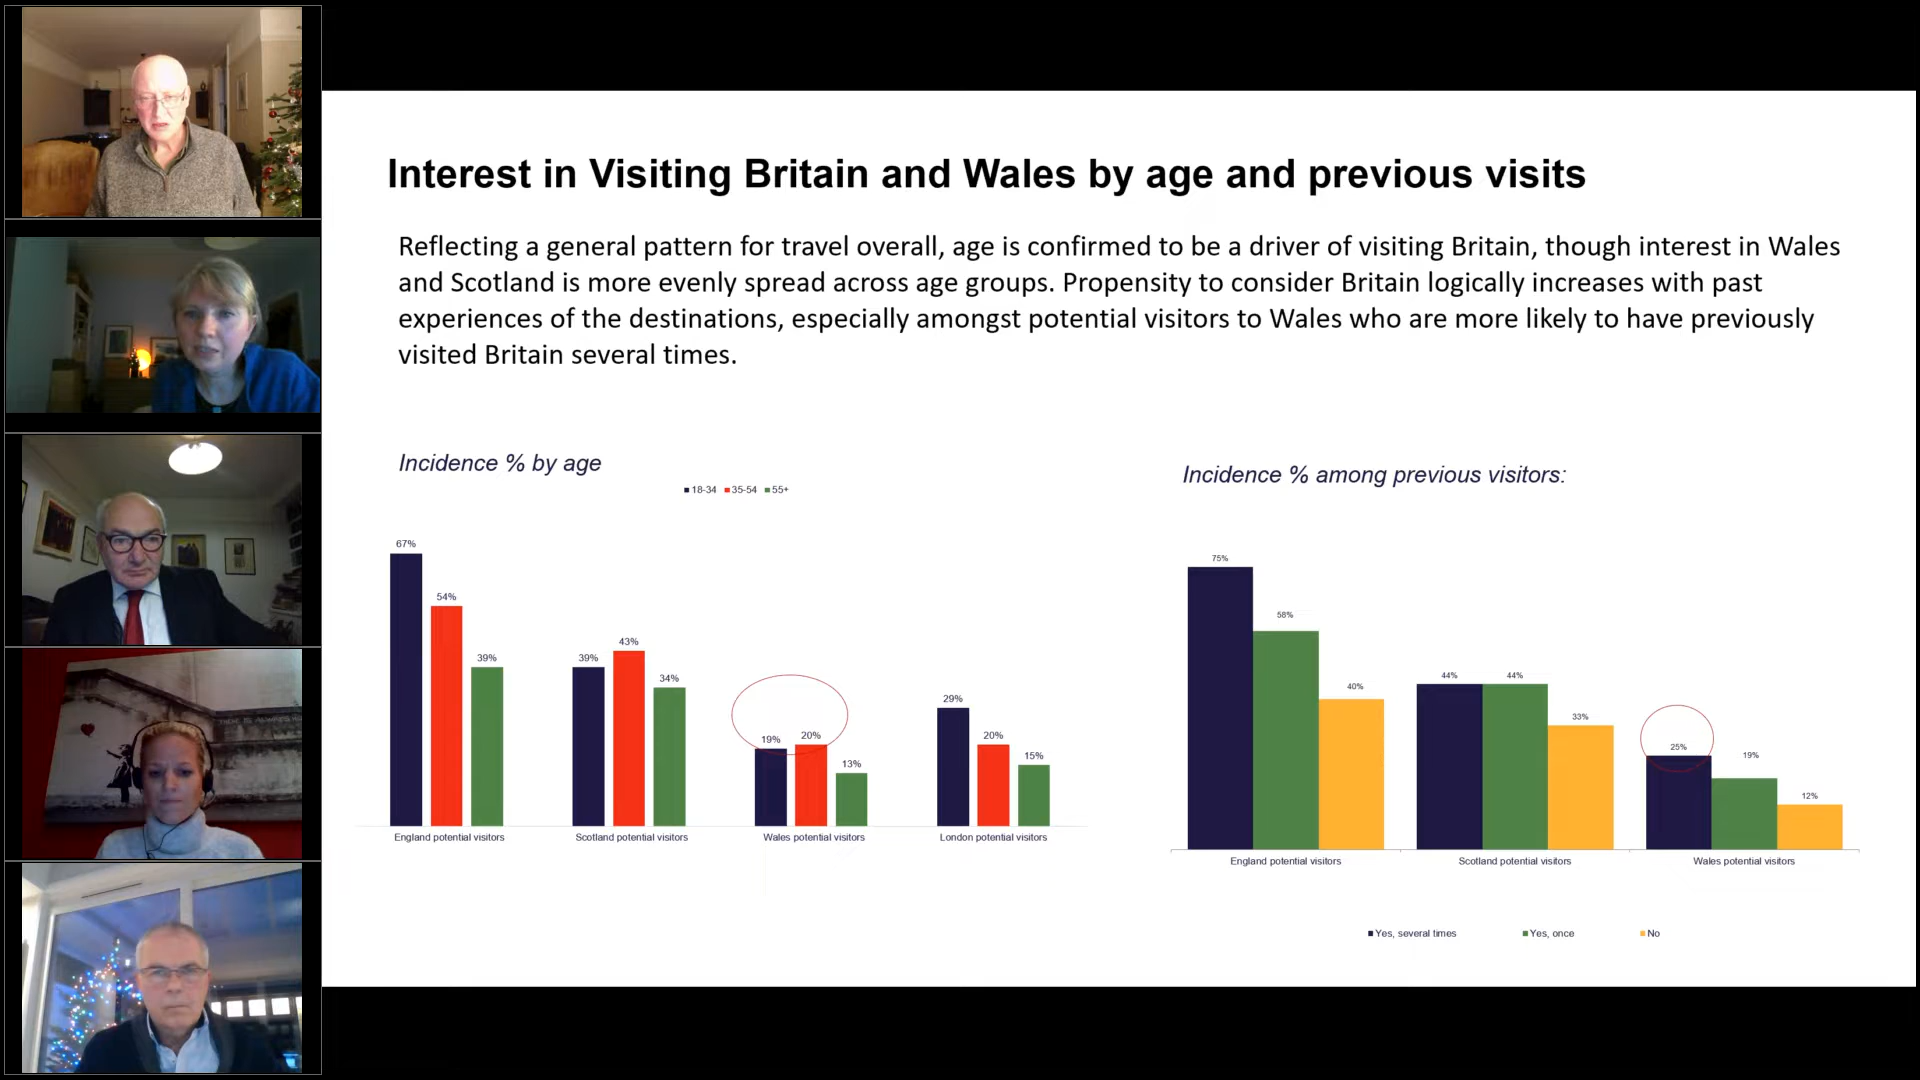 Interest in Visiting Britain and Wales by age and previous visits
Reflecting a general pattern for travel overall, age is confirmed to be a driver of visiting Britain, though interest in Wales
and Scotland is more evenly spread across age groups. Propensity to consider Britain logically increases with past
experiences of the destinations, especially amongst potential visitors to Wales who are more likely to have previously
visited Britain several times.
Incidence % by age
18-34 35-54 55+
67%
54%
39%
39%
43%
34%
19%
20%
13%
29%
20%
15%
England potential visitors Scotland potential visitors Wales potential visitors London potential visitors
Incidence % among previous visitors:
75%
58%
40%
44%
44%
33%
25%
19%
12%
England potential visitors Scotland potential visitors Wales potential visitors
Yes, several times Yes, once No